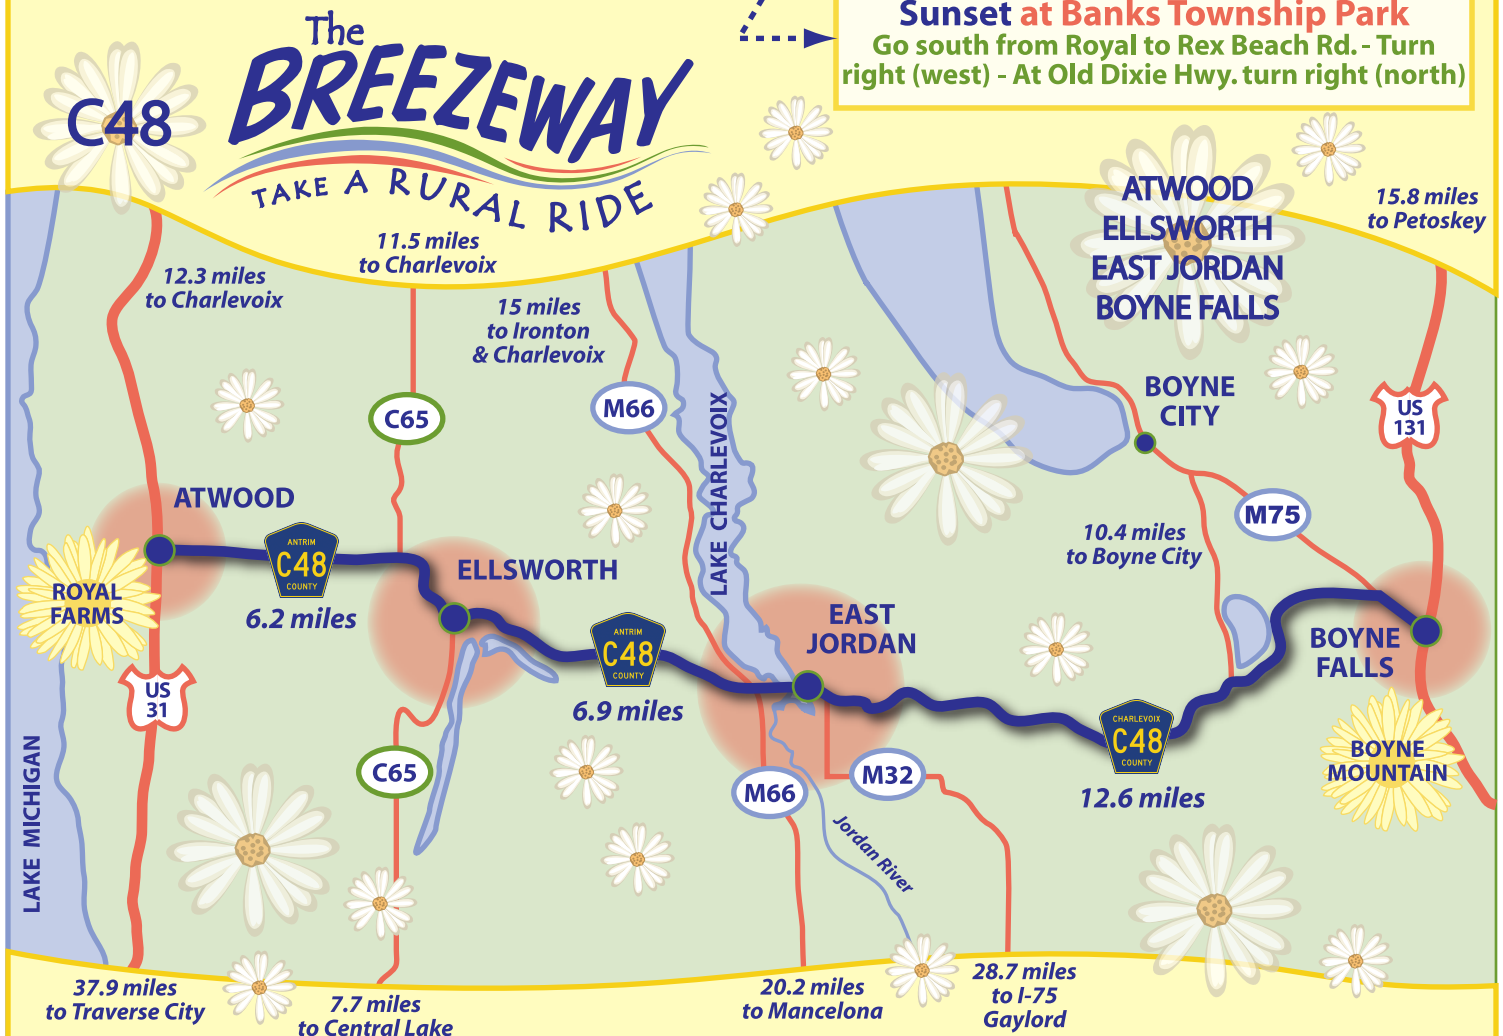 Sunset at Banks Township Park
Go south from Royal to Rex Beach Rd. - Turn
right (west) - At Old Dixie Hwy. turn right (north)
The
BREEZEWAY
TAKE A RURAL RIDE
C48
ATWOOD
ELLSWORTH
EAST JORDAN
BOYNE FALLS
15.8 miles
to Petoskey
11.5 miles
to Charlevoix
12.3 miles
to Charlevoix
15 miles
to Ironton
& Charlevoix
C65
M66
LAKE CHARLEVOIX
BOYNE
CITY
US
131
ATWOOD
M75
10.4 miles
to Boyne City
ANTRIM
C48
COUNTY
6.2 miles
ELLSWORTH
ROYAL
FARMS
ANTRIM
C48
COUNTY
6.9 miles
EAST
JORDAN
BOYNE
FALLS
US
31
CHARLEVOIX
C48
COUNTY
12.6 miles
BOYNE
MOUNTAIN
C65
M66
M32
LAKE MICHIGAN
Jordan River
37.9 miles
to Traverse City
7.7 miles
to Central Lake
20.2 miles
to Mancelona
28.7 miles
to I-75
Gaylord